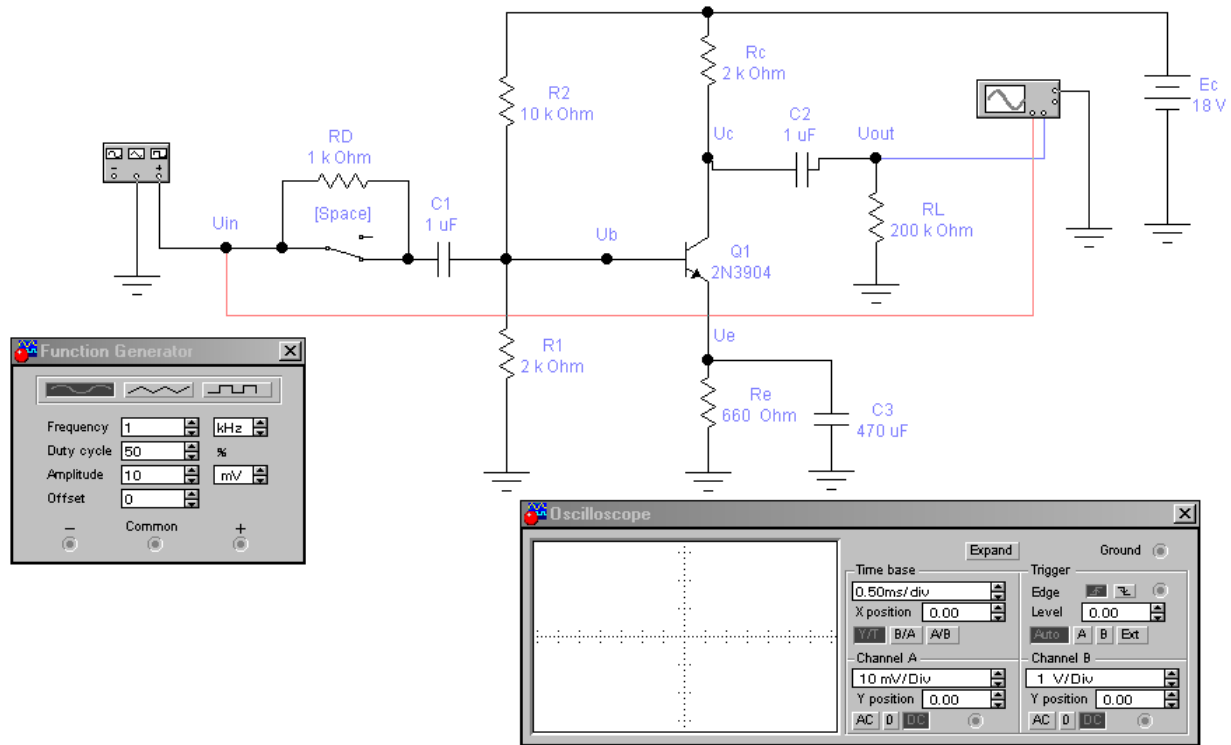 Rc
2 k Ohm
R2
10 k Ohm
Ec
18 V
C2
1 uF
Uc
Uout
RD
1 k Ohm
C1
1 uF
[Space]
Uin
Ub
RL
200 k Ohm
Q1
2N3904
Ue
R1
2 k Ohm
Re
660 Ohm
C3
470 uF
- +
Function Generator
Frequency 1 kHz
Duty cycle 50 %
Amplitude 10 mV
Offset 0
− Common +
Oscilloscope
Expand Ground
Time base
0.50ms/div
X position 0.00
Y/T B/A A/B
Trigger
Edge
Level 0.00
Auto A B Ext
Channel A
10 mV/Div
Y position 0.00
AC 0 DC
Channel B
1 V/Div
Y position 0.00
AC 0 DC